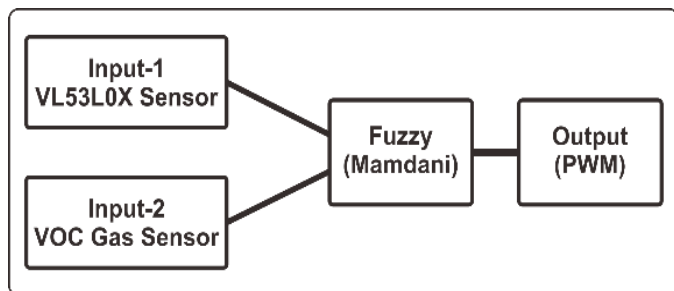 Input-1
VL53L0X Sensor
Input-2
VOC Gas Sensor
Fuzzy
(Mamdani)
Output
(PWM)